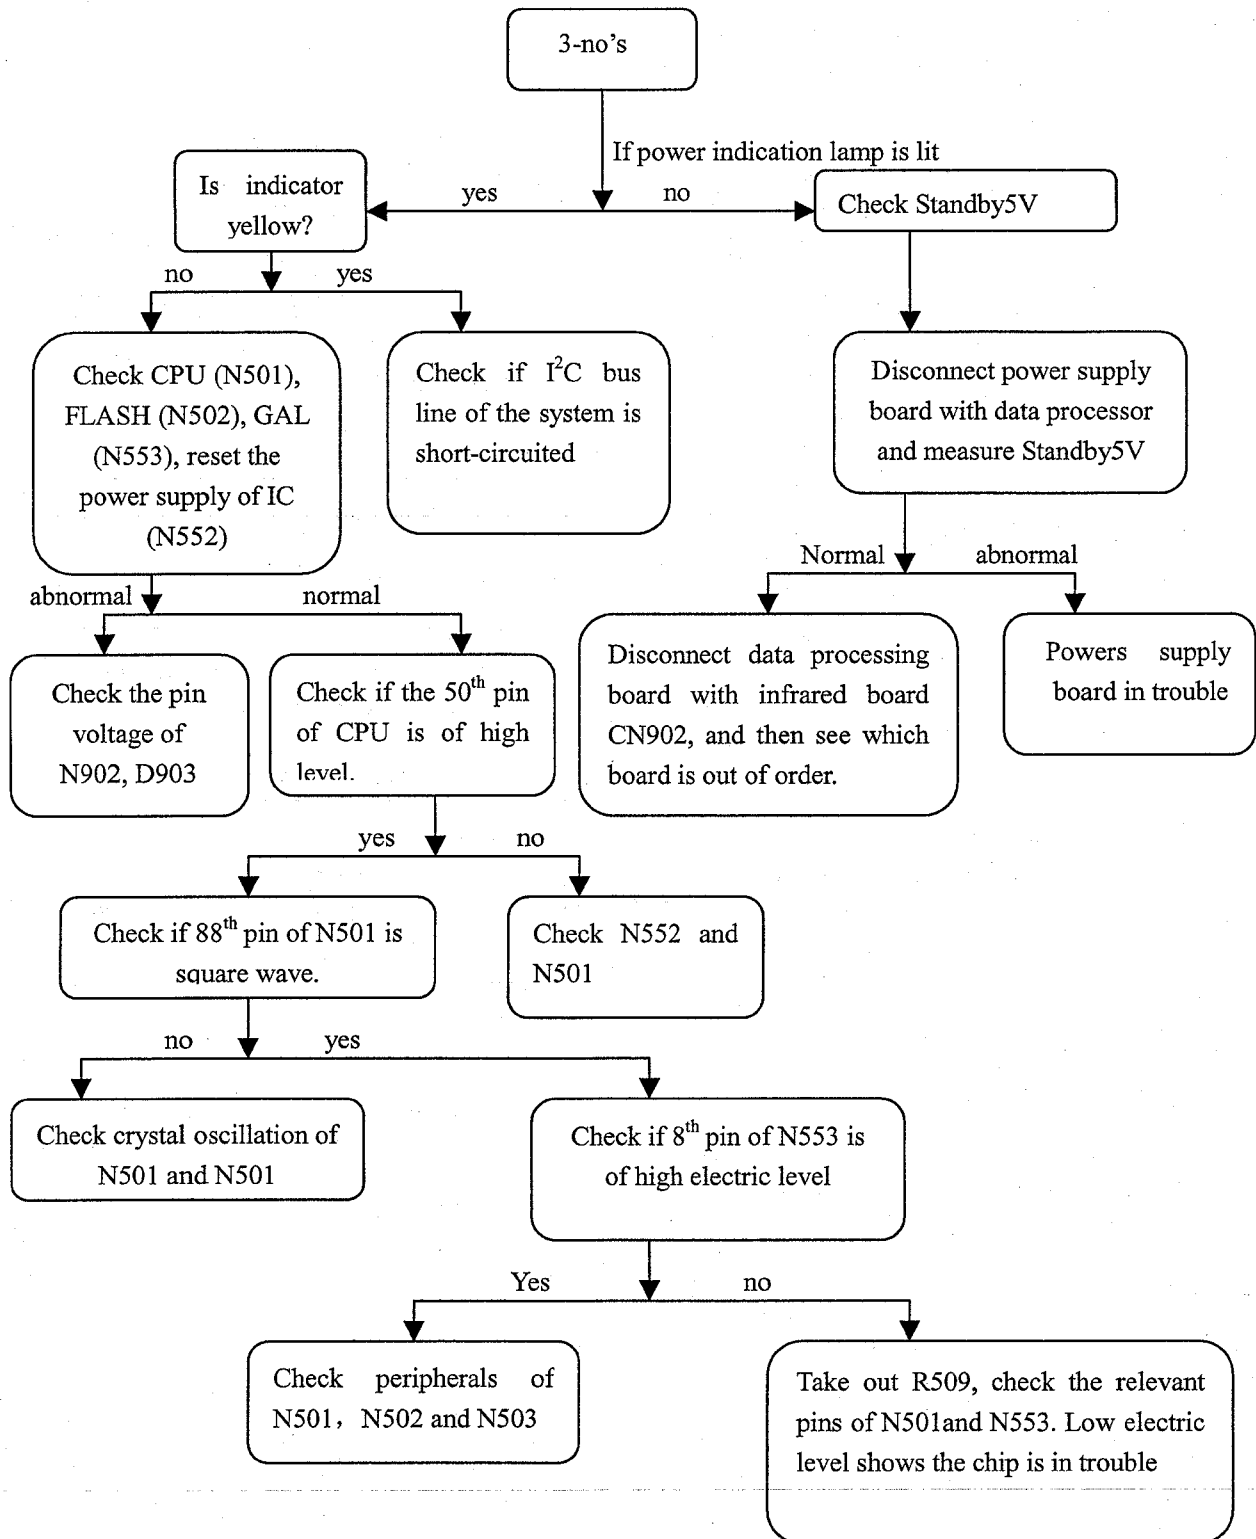 3-no's
If power indication lamp is lit
Is indicator
yellow?
yes
no
Check Standby5V
no
yes
Check CPU (N501),
FLASH (N502), GAL
(N553), reset the
power supply of IC
(N552)
Check if I²C bus
line of the system is
short-circuited
Disconnect power supply
board with data processor
and measure Standby5V
Normal
abnormal
abnormal
normal
Check the pin
voltage of
N902, D903
Check if the 50th pin
of CPU is of high
level.
Disconnect data processing
board with infrared board
CN902, and then see which
board is out of order.
Powers supply
board in trouble
yes
no
Check if 88th pin of N501 is
square wave.
Check N552 and
N501
no
yes
Check crystal oscillation of
N501 and N501
Check if 8th pin of N553 is
of high electric level
Yes
no
Check peripherals of
N501，N502 and N503
Take out R509, check the relevant
pins of N501and N553. Low electric
level shows the chip is in trouble